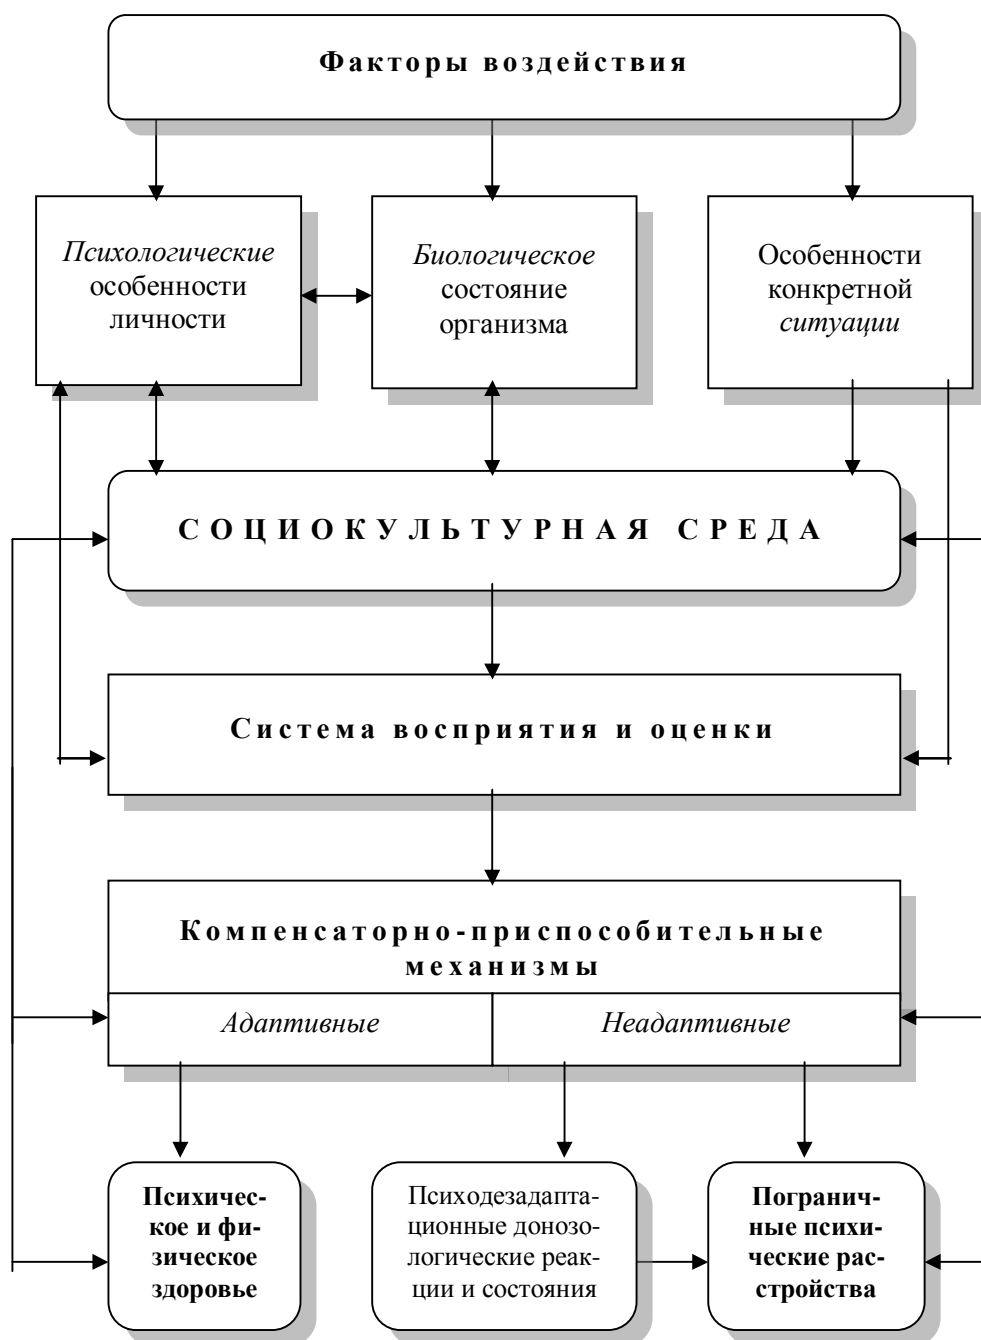 Факторы воздействия
Психологические
особенности
личности
Биологическое
состояние
организма
Особенности
конкретной
ситуации
СОЦИОКУЛЬТУРНАЯ СРЕДА
Система восприятия и оценки
Компенсаторно-приспособительные
механизмы
Адаптивные
Неадаптивные
Психичес-
кое и фи-
зическое
здоровье
Психодезадапта-
ционные донозо-
логические реак-
ции и состояния
Погранич-
ные психи-
ческие рас-
стройства